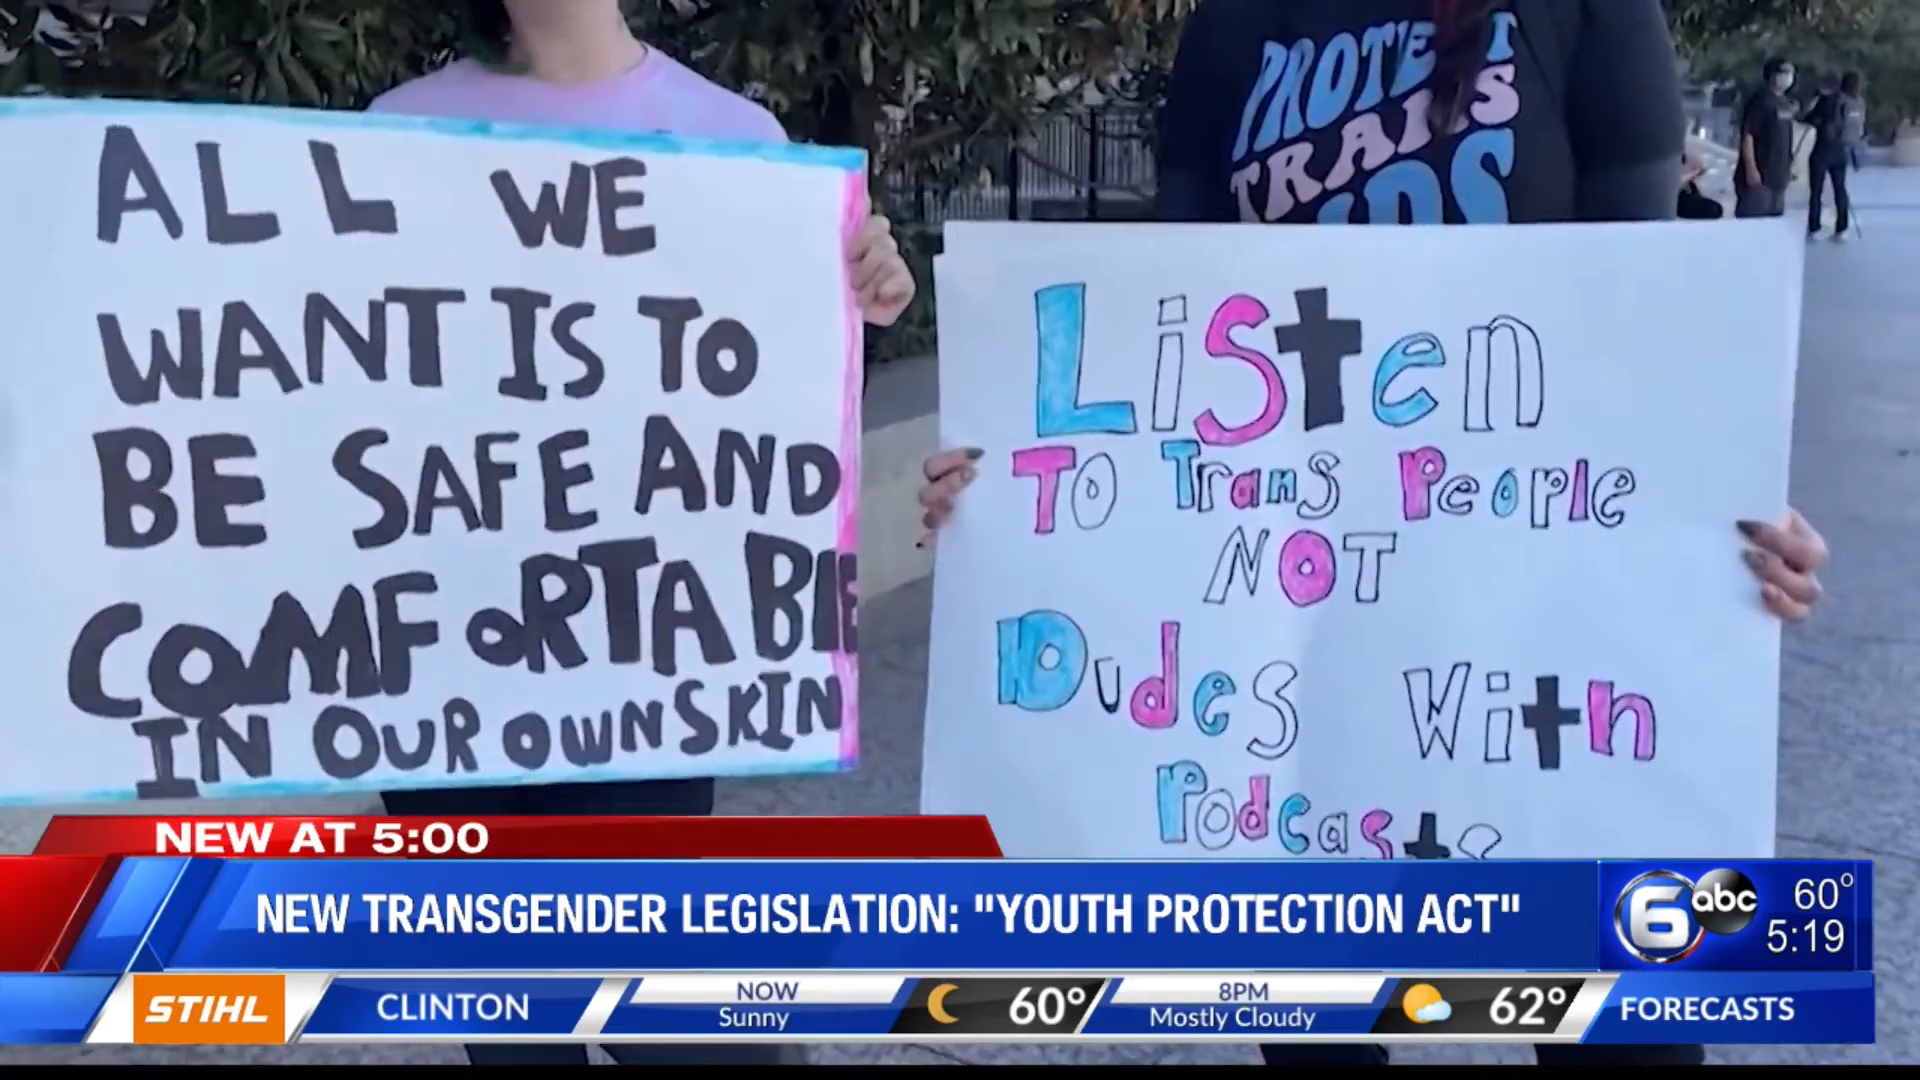 PROTECT
TRANS
KIDS
ALL WE
WANT IS TO
BE SAFE AND
COMFORTABLE
IN OUR OWN SKIN
Listen
TO Trans People
NOT
Dudes With
Podcasts
NEW AT 5:00
NEW TRANSGENDER LEGISLATION: "YOUTH PROTECTION ACT"
6 abc
60°
5:19
STIHL
CLINTON
NOW
Sunny
60°
8PM
Mostly Cloudy
62°
FORECASTS